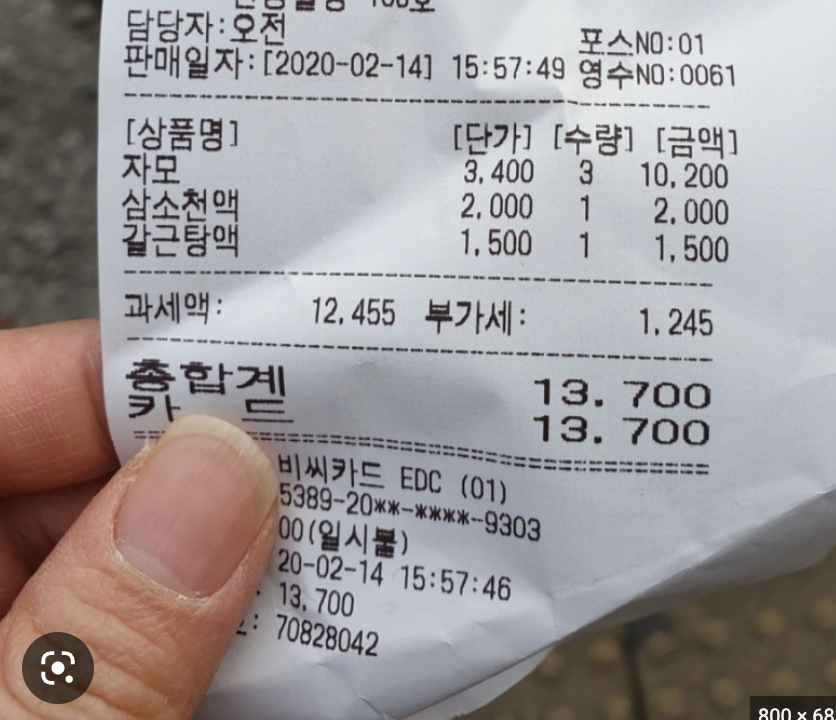 담당자:오전
포스NO:01
판매일자:[2020-02-14] 15:57:49 영수NO:0061
[상품명] [단가] [수량] [금액]
자모 3,400 3 10,200
삼소천액 2,000 1 2,000
갈근탕액 1,500 1 1,500
과세액: 12,455 부가세: 1,245
총합계 13.700
카 드 13.700
비씨카드 EDC (01)
5389-20**-****-9303
00(일시불)
20-02-14 15:57:46
: 13,700
: 70828042
800 × 68